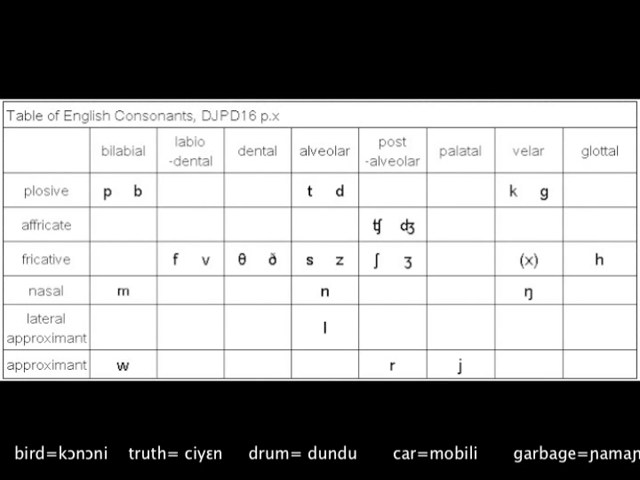 Table of English Consonants, DJPD16 p.x
bilabial labio -dental dental alveolar post -alveolar palatal velar glottal
plosive p b t d k g
affricate ʧ ʤ
fricative f v θ ð s z ʃ ʒ (x) h
nasal m n ŋ
lateral approximant l
approximant w r j
bird=kɔnɔni truth= ciyɛn drum= dundu car=mobili garbage=ɲamaɲ